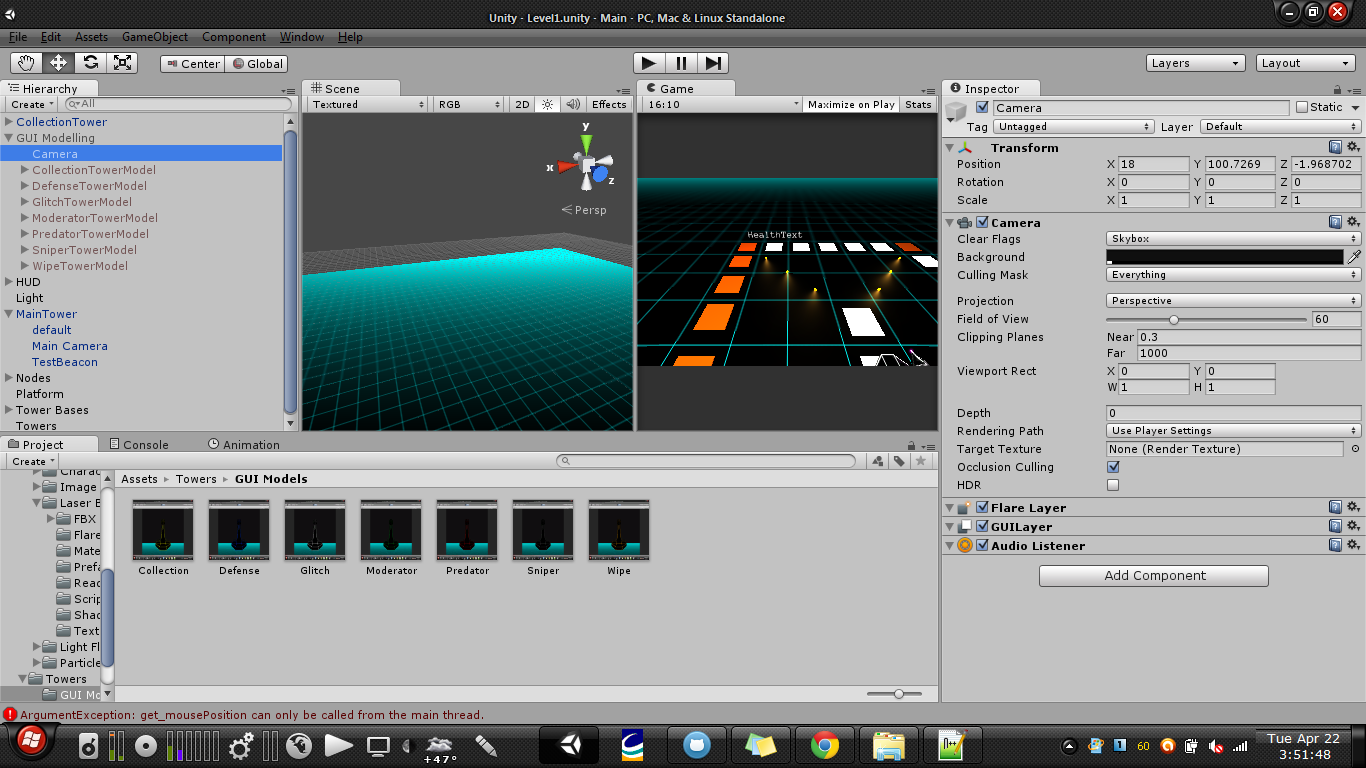 Unity - Level1.unity - Main - PC, Mac & Linux Standalone
File Edit Assets GameObject Component Window Help
Center Global Layers Layout
Hierarchy
Create All
CollectionTower
GUI Modelling
Camera
CollectionTowerModel
DefenseTowerModel
GlitchTowerModel
ModeratorTowerModel
PredatorTowerModel
SniperTowerModel
WipeTowerModel
HUD
Light
MainTower
default
Main Camera
TestBeacon
Nodes
Platform
Tower Bases
Towers
Scene
Textured RGB 2D Effects
y
x
z
Persp
Game
16:10 Maximize on Play Stats
HealthText
Inspector
Camera Static
Tag Untagged Layer Default
Transform
Position X 18 Y 100.7269 Z -1.968702
Rotation X 0 Y 0 Z 0
Scale X 1 Y 1 Z 1
Camera
Clear Flags Skybox
Background
Culling Mask Everything
Projection Perspective
Field of View 60
Clipping Planes Near 0.3
Far 1000
Viewport Rect X 0 Y 0
W 1 H 1
Depth 0
Rendering Path Use Player Settings
Target Texture None (Render Texture)
Occlusion Culling
HDR
Flare Layer
GUILayer
Audio Listener
Add Component
Project Console Animation
Create
Charac
Image
Laser B
FBX
Flare
Mate
Prefa
Reac
Scrip
Shad
Text
Light Fl
Particle
Towers
GUI Mo
Assets Towers GUI Models
Collection Defense Glitch Moderator Predator Sniper Wipe
ArgumentException: get_mousePosition can only be called from the main thread.
+47°
60
Tue Apr 22
3:51:48